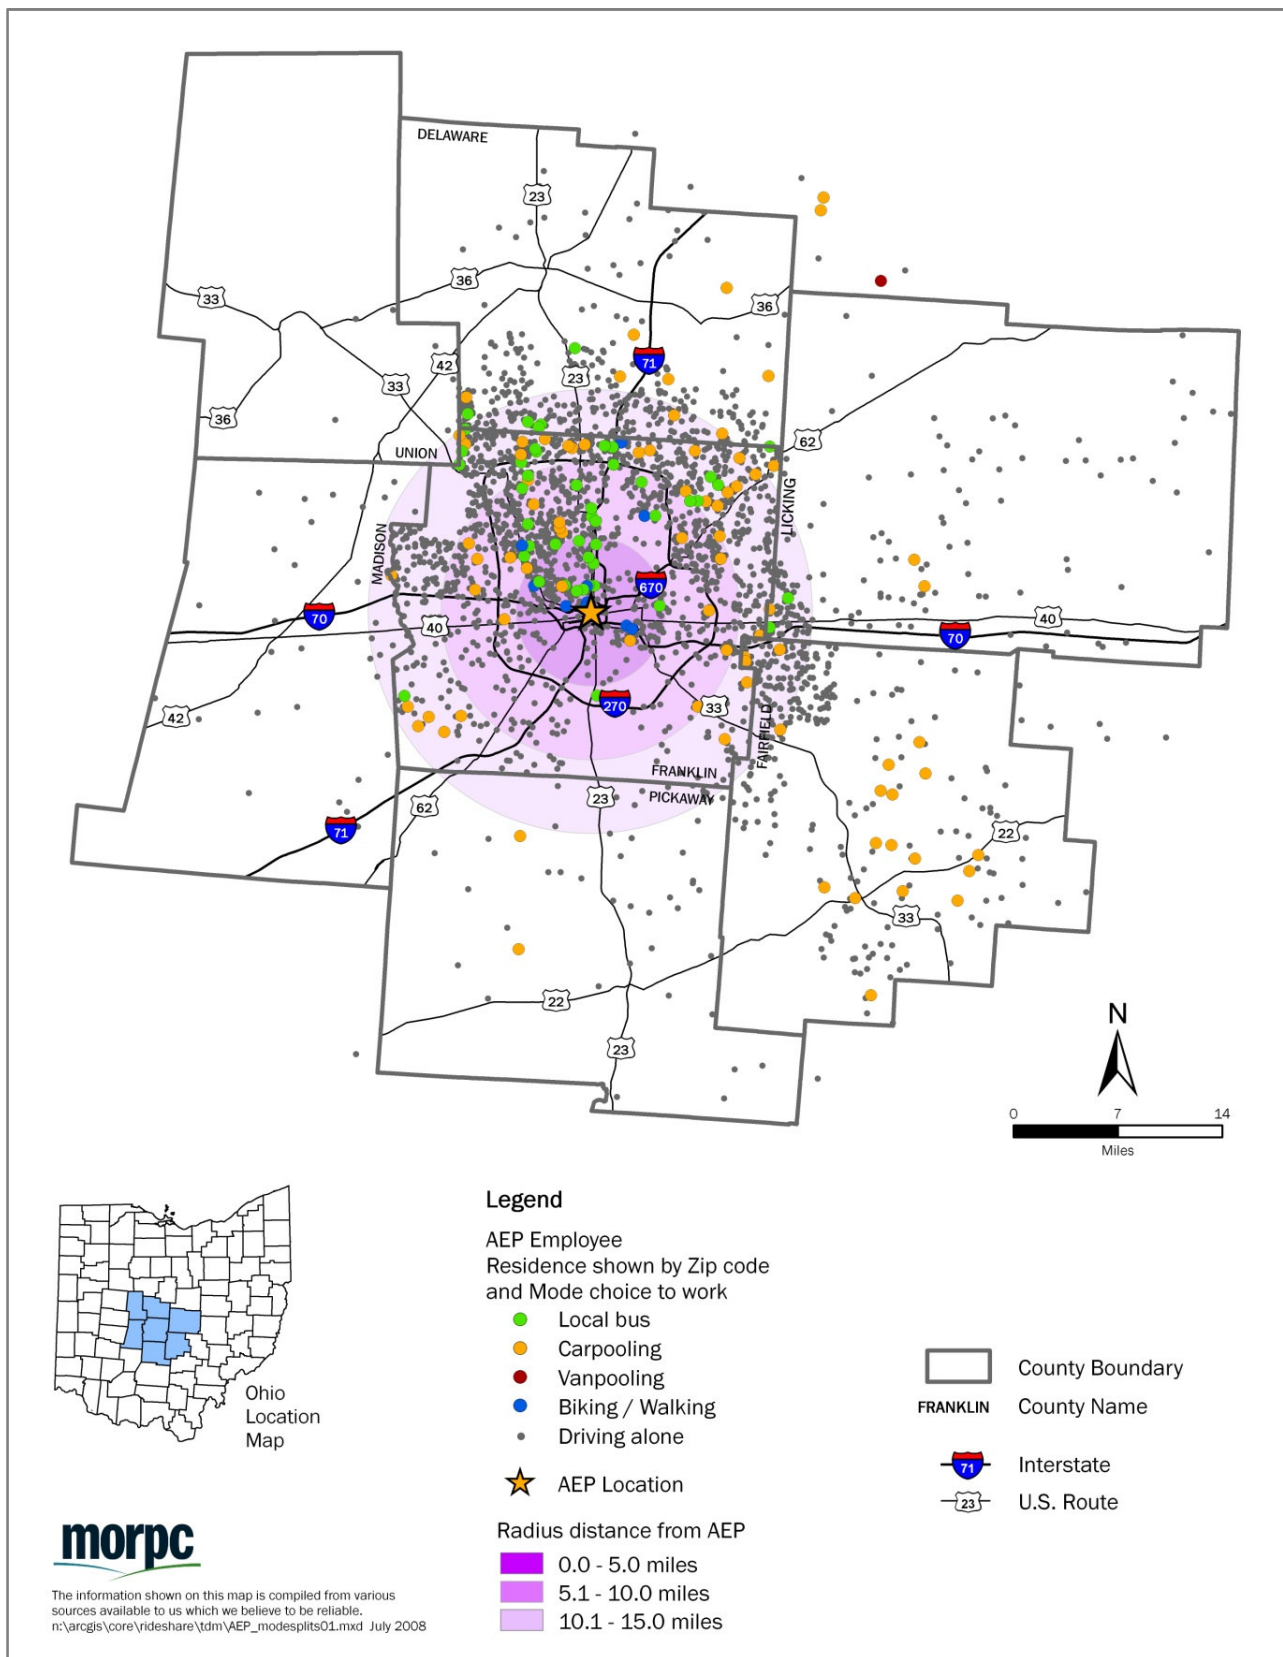 DELAWARE
23
36
33
36
71
42
23
33
36
62
UNION
LICKING
MADISON
670
70
40
40
70
270
33
42
FAIRFIELD
FRANKLIN
PICKAWAY
23
62
71
22
33
22
23
N
0 7 14
Miles
Legend
AEP Employee
Residence shown by Zip code
and Mode choice to work
Local bus
Carpooling
Vanpooling
Biking / Walking
Driving alone
AEP Location
Radius distance from AEP
0.0 - 5.0 miles
5.1 - 10.0 miles
10.1 - 15.0 miles
County Boundary
FRANKLIN County Name
71 Interstate
23 U.S. Route
Ohio
Location
Map
morpc
The information shown on this map is compiled from various
sources available to us which we believe to be reliable.
n:\arcgis\core\rideshare\tdm\AEP_modesplits01.mxd July 2008